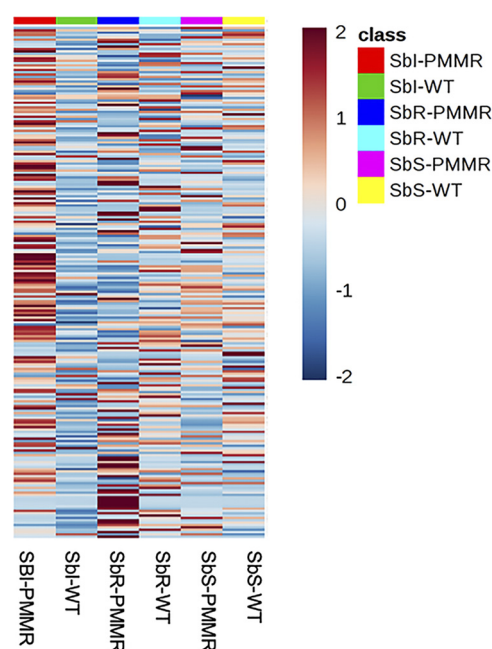 2
1
0
-1
-2
class
SbI-PMMR
SbI-WT
SbR-PMMR
SbR-WT
SbS-PMMR
SbS-WT
SBI-PMMR
SbI-WT
SbR-PMMR
SbR-WT
SbS-PMMR
SbS-WT